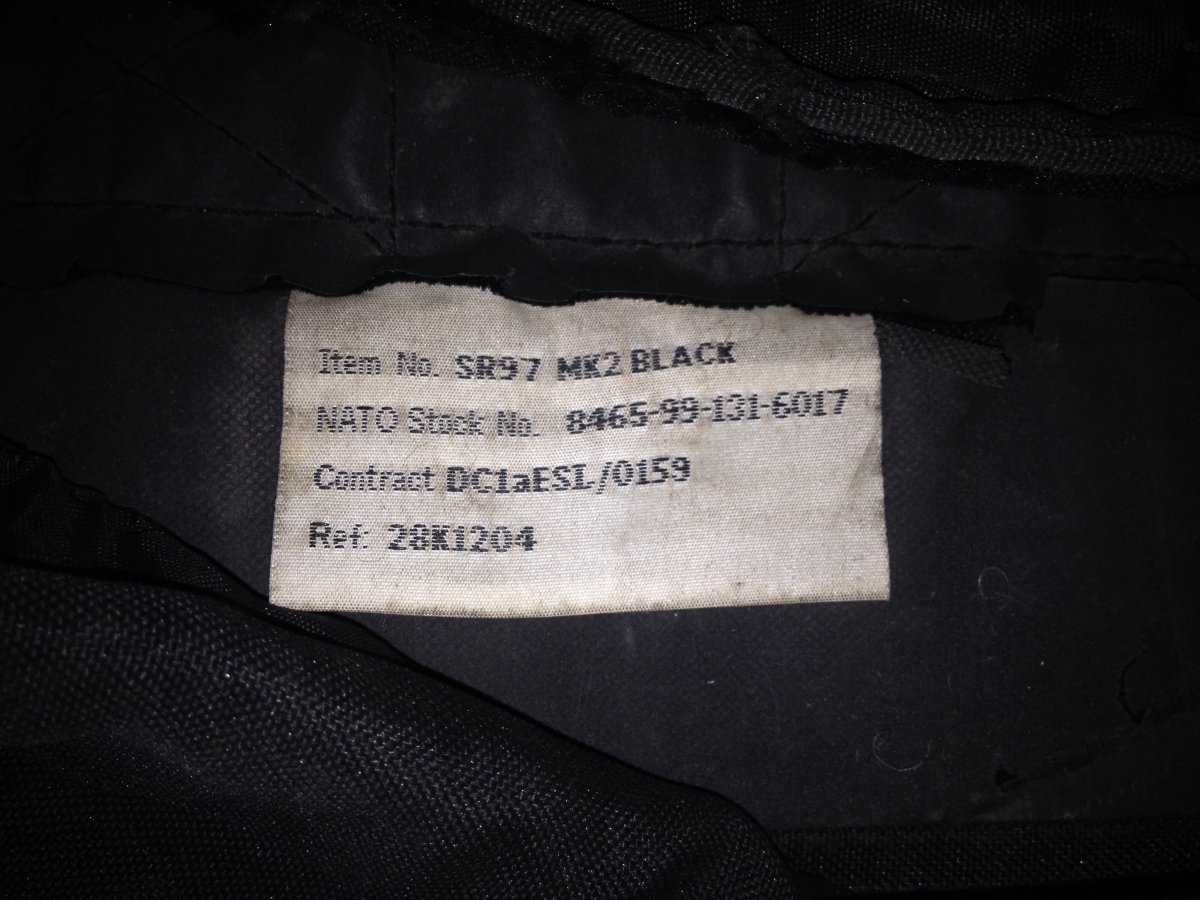 Item No. SR97 MK2 BLACK
NATO Stock No. 8465-99-131-6017
Contract DC1aESL/0159
Ref: 28K1204